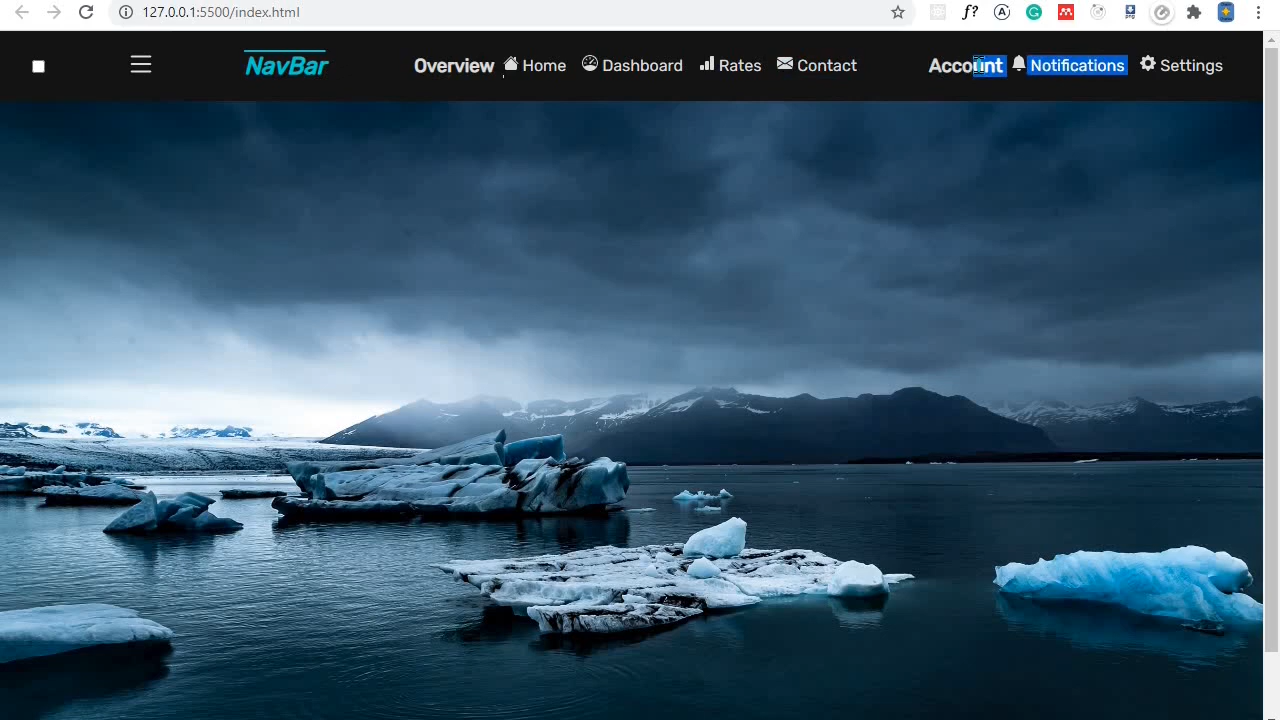 127.0.0.1:5500/index.html
NavBar Overview Home Dashboard Rates Contact Account Notifications Settings